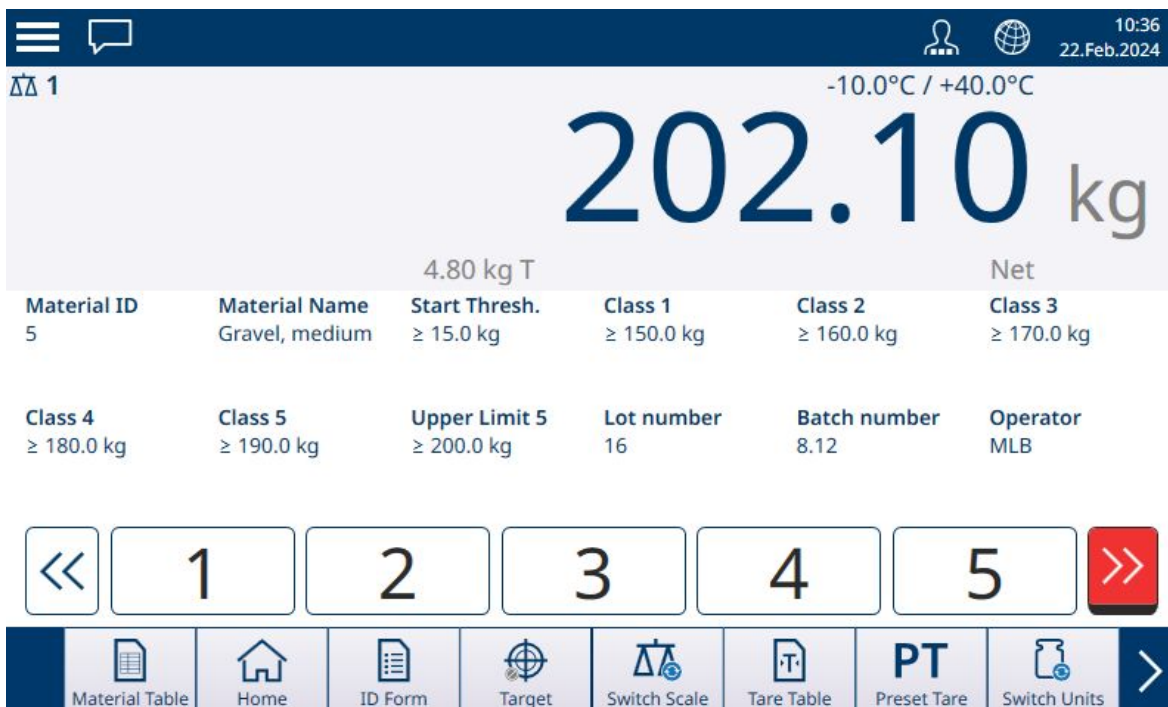 10:36
22.Feb.2024
1
-10.0°C / +40.0°C
202.10 kg
4.80 kg T
Net
Material ID
5
Material Name
Gravel, medium
Start Thresh.
≥ 15.0 kg
Class 1
≥ 150.0 kg
Class 2
≥ 160.0 kg
Class 3
≥ 170.0 kg
Class 4
≥ 180.0 kg
Class 5
≥ 190.0 kg
Upper Limit 5
≥ 200.0 kg
Lot number
16
Batch number
8.12
Operator
MLB
1
2
3
4
5
Material Table
Home
ID Form
Target
Switch Scale
T
Tare Table
PT
Preset Tare
Switch Units